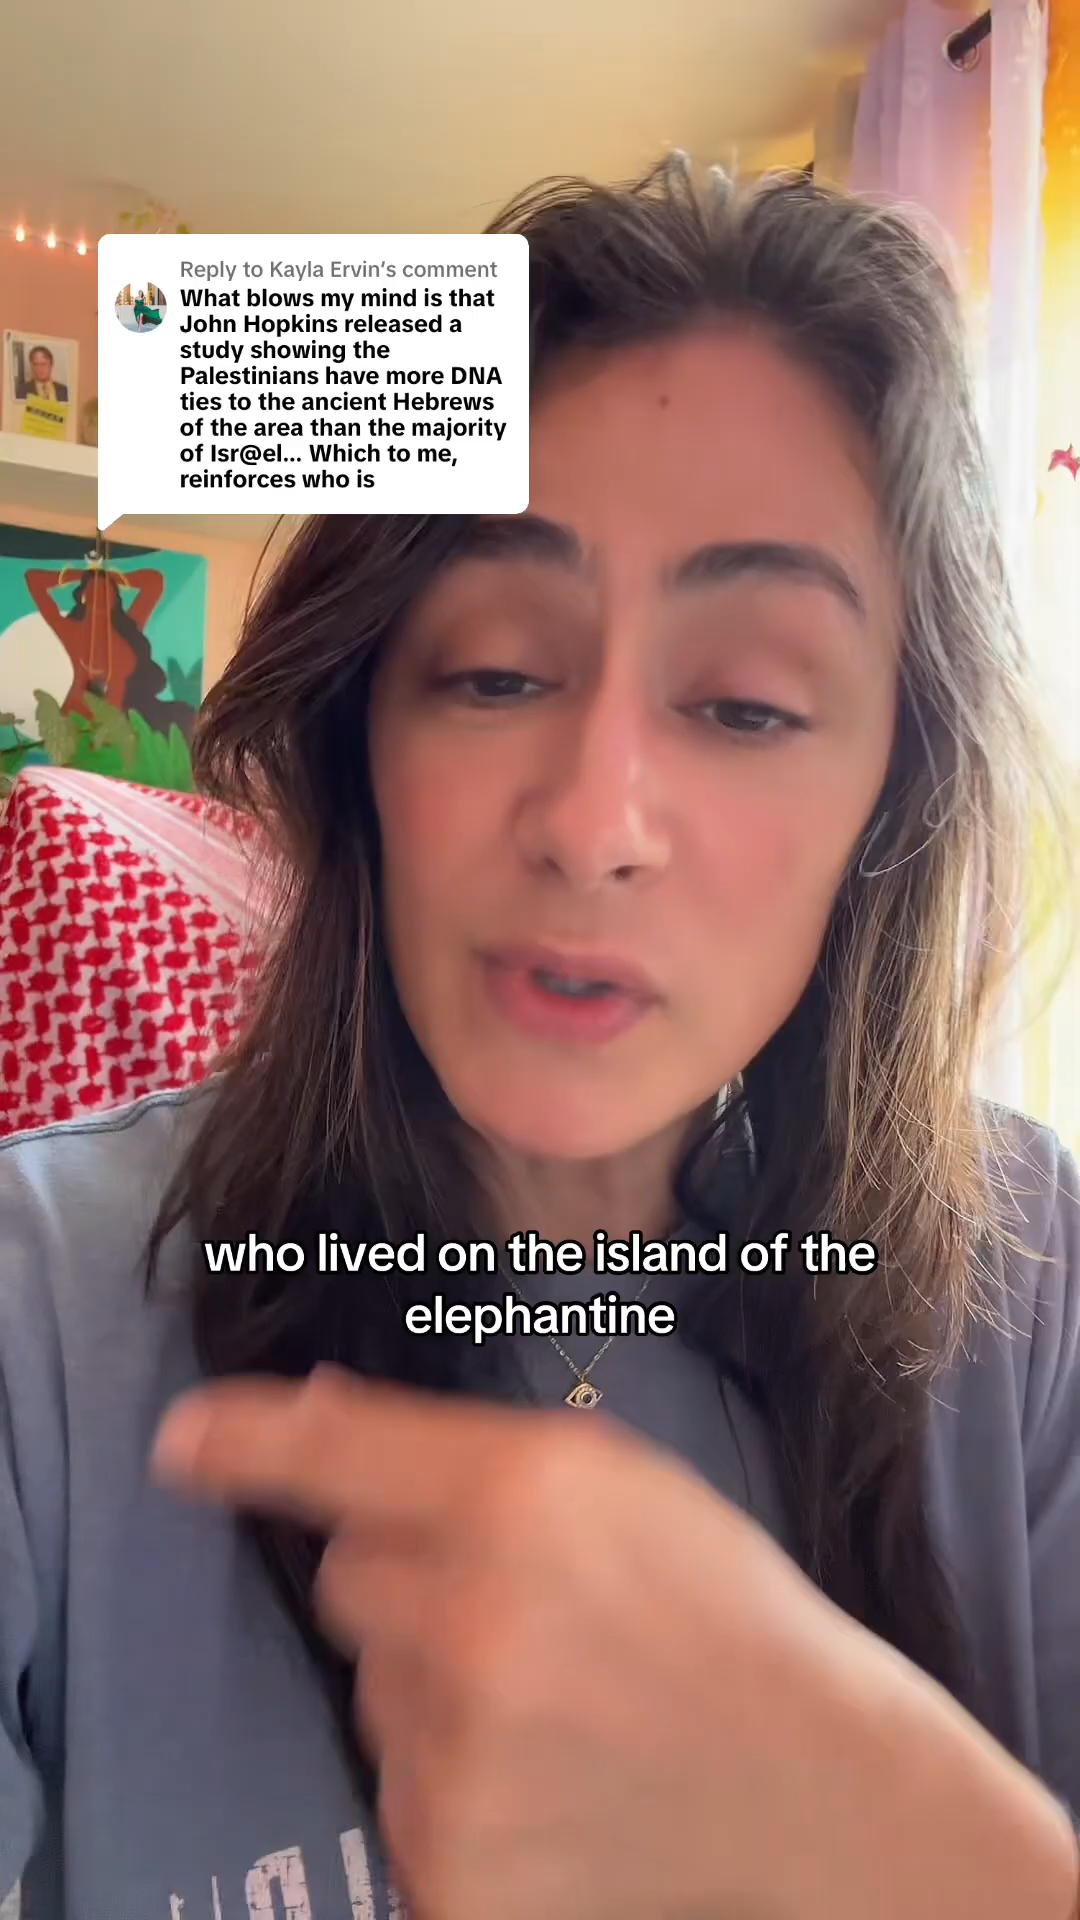 Reply to Kayla Ervin's comment
What blows my mind is that
John Hopkins released a
study showing the
Palestinians have more DNA
ties to the ancient Hebrews
of the area than the majority
of Isr@el... Which to me,
reinforces who is
who lived on the island of the
elephantine